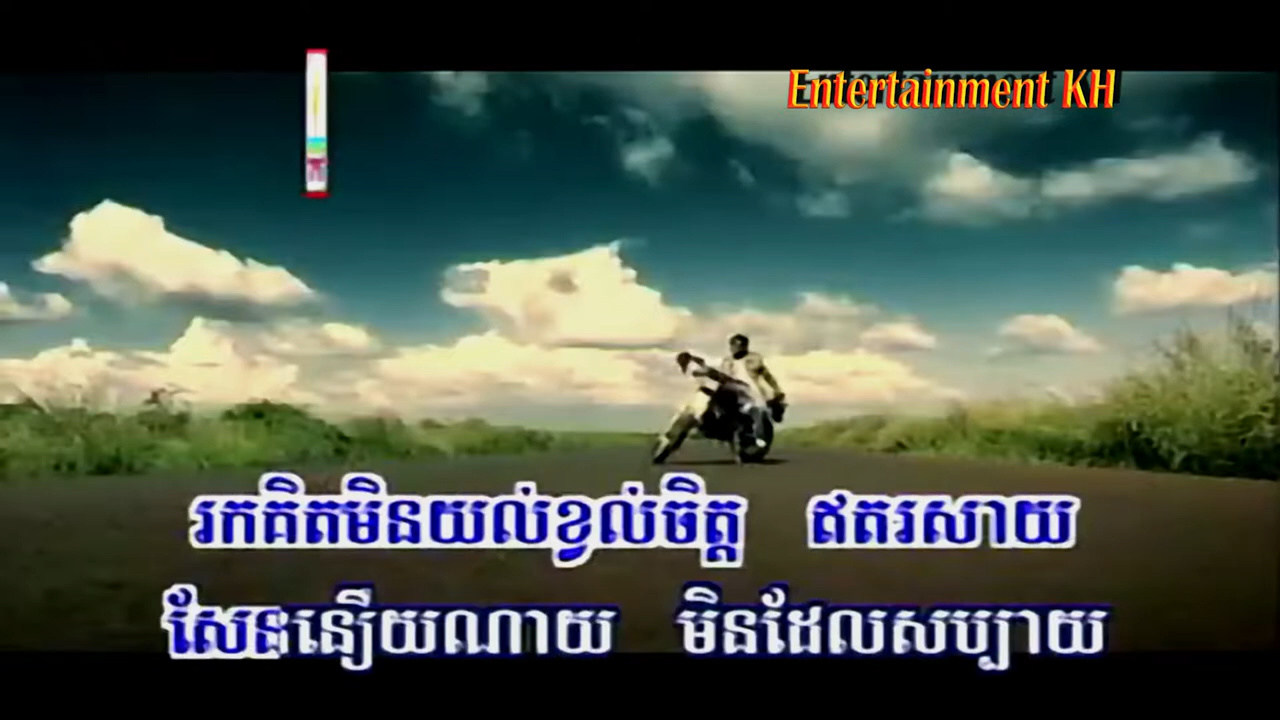 Entertainment KH
រកគិតមិនយល់ខ្វល់ចិត្ត ឥតរសាយ
សែននឿយណាយ មិនដែលសប្បាយ